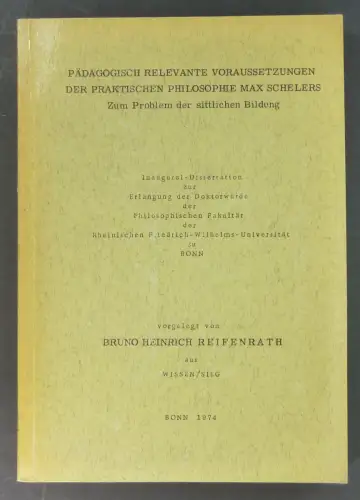 PÄDAGOGISCH RELEVANTE VORAUSSETZUNGEN
DER PRAKTISCHEN PHILOSOPHIE MAX SCHELERS
Zum Problem der sittlichen Bildung
Inaugural-Dissertation
zur
Erlangung der Doktorwürde
der
Philosophischen Fakultät
der
Rheinischen Friedrich-Wilhelms-Universität
zu
BONN
vorgelegt von
BRUNO HEINRICH REIFENRATH
aus
WISSEN/SIEG
BONN 1974